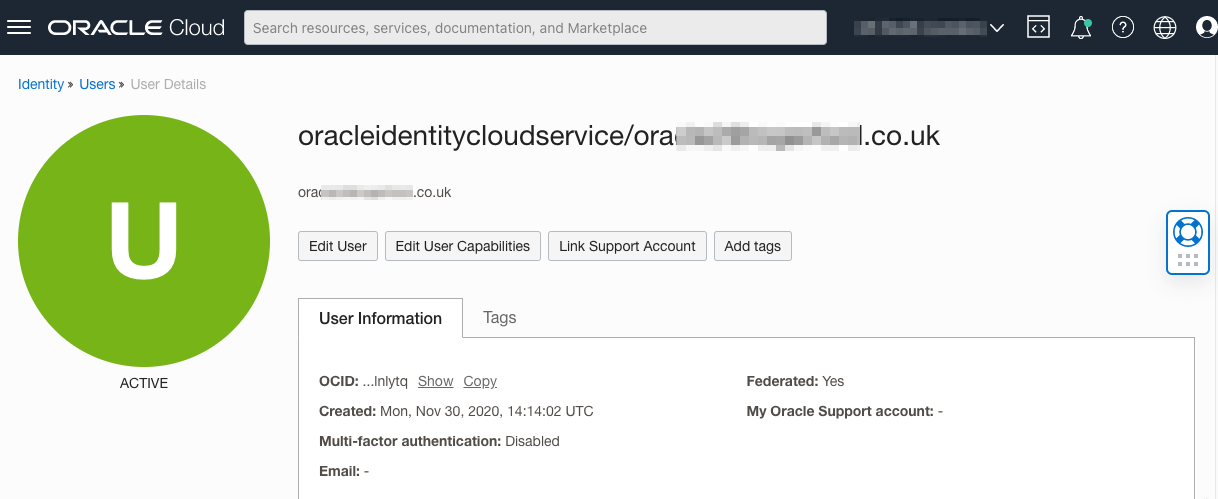 ORACLE Cloud
Search resources, services, documentation, and Marketplace
Identity » Users » User Details
oracleidentitycloudservice/ora .co.uk
ora .co.uk
U
ACTIVE
Edit User
Edit User Capabilities
Link Support Account
Add tags
User Information
Tags
OCID: ...lnlytq Show Copy
Federated: Yes
Created: Mon, Nov 30, 2020, 14:14:02 UTC
My Oracle Support account: -
Multi-factor authentication: Disabled
Email: -